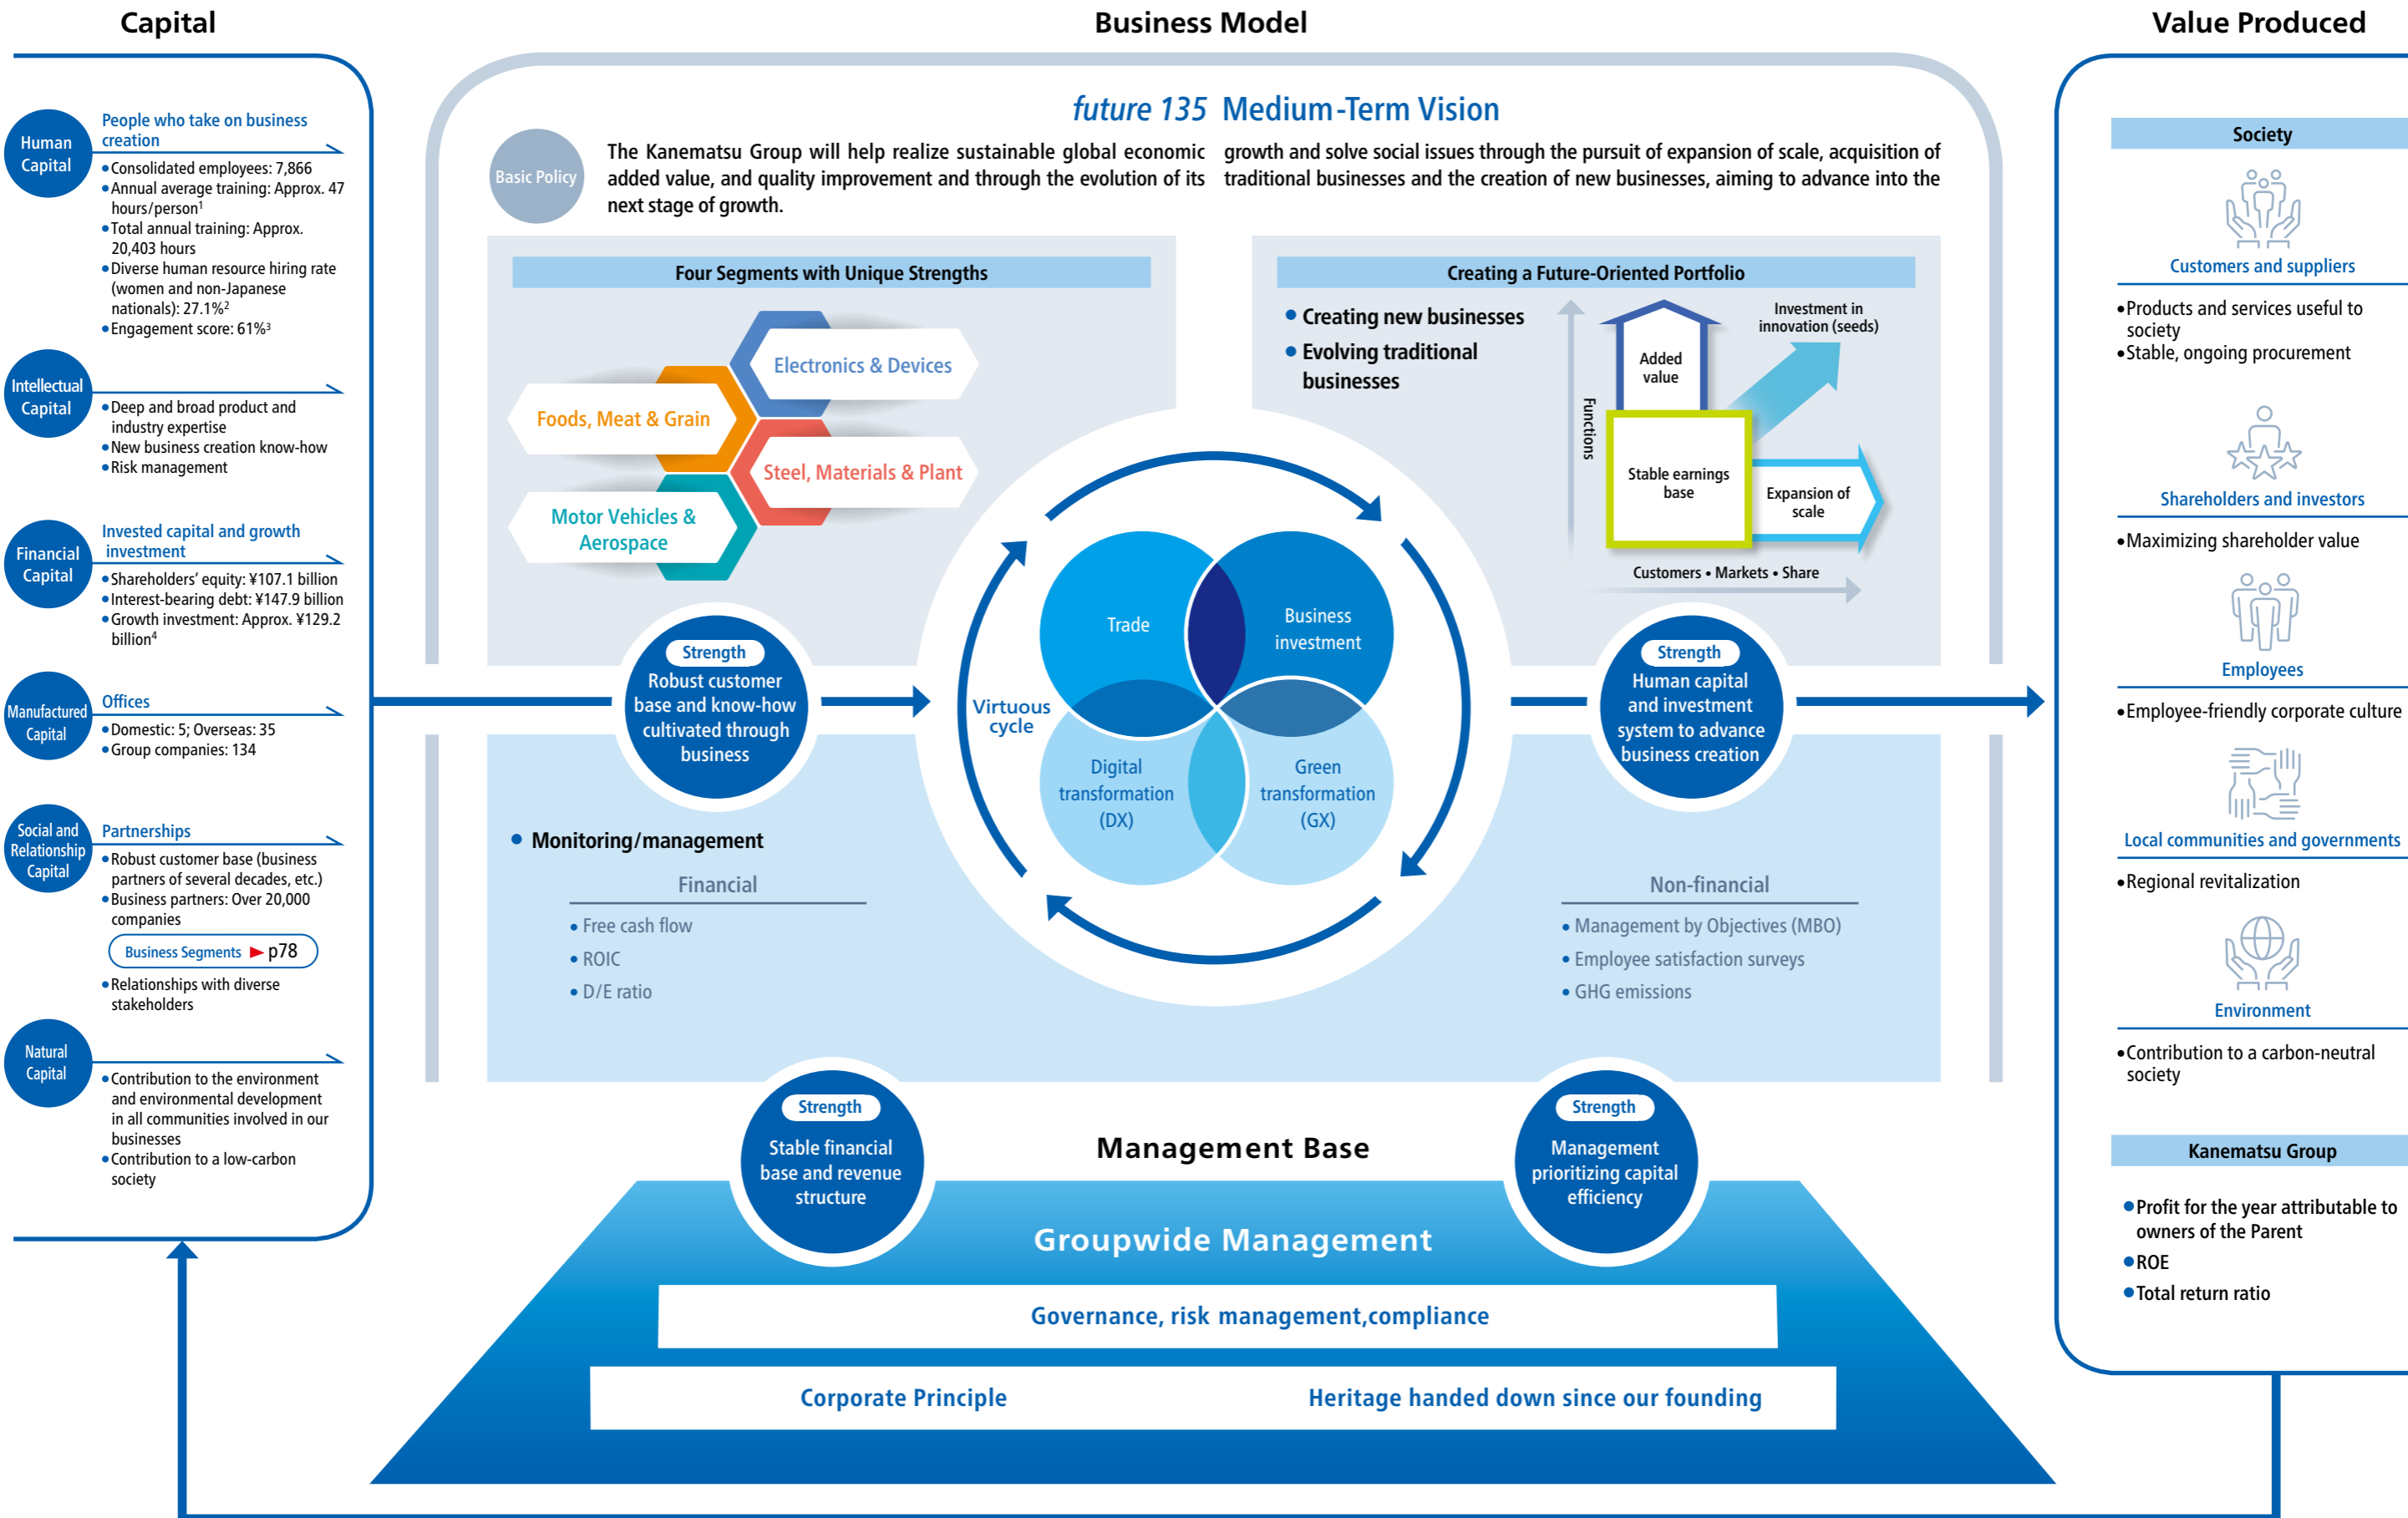 Capital
Human
Capital
People who take on business
creation
•Consolidated employees: 7,866
•Annual average training: Approx. 47
hours/person1
•Total annual training: Approx.
20,403 hours
•Diverse human resource hiring rate
(women and non-Japanese
nationals): 27.1%2
•Engagement score: 61%3
Intellectual
Capital
•Deep and broad product and
industry expertise
•New business creation know-how
•Risk management
Financial
Capital
Invested capital and growth
investment
•Shareholders' equity: ¥107.1 billion
•Interest-bearing debt: ¥147.9 billion
•Growth investment: Approx. ¥129.2
billion4
Manufactured
Capital
Offices
•Domestic: 5; Overseas: 35
•Group companies: 134
Social and
Relationship
Capital
Partnerships
•Robust customer base (business
partners of several decades, etc.)
•Business partners: Over 20,000
companies
Business Segments ▶ p78
•Relationships with diverse
stakeholders
Natural
Capital
•Contribution to the environment
and environmental development
in all communities involved in our
businesses
•Contribution to a low-carbon
society
Business Model
future 135 Medium-Term Vision
Basic Policy
The Kanematsu Group will help realize sustainable global economic growth and solve social issues through the pursuit of expansion of scale, acquisition of
added value, and quality improvement and through the evolution of its traditional businesses and the creation of new businesses, aiming to advance into the
next stage of growth.
Four Segments with Unique Strengths
Electronics & Devices
Foods, Meat & Grain
Steel, Materials & Plant
Motor Vehicles &
Aerospace
Creating a Future-Oriented Portfolio
• Creating new businesses
• Evolving traditional
businesses
Functions
Added
value
Investment in
innovation (seeds)
Stable earnings
base
Expansion of
scale
Customers • Markets • Share
Strength
Robust customer
base and know-how
cultivated through
business
Virtuous
cycle
Trade
Business
investment
Digital
transformation
(DX)
Green
transformation
(GX)
Strength
Human capital
and investment
system to advance
business creation
• Monitoring/management
Financial
• Free cash flow
• ROIC
• D/E ratio
Non-financial
• Management by Objectives (MBO)
• Employee satisfaction surveys
• GHG emissions
Strength
Stable financial
base and revenue
structure
Management Base
Strength
Management
prioritizing capital
efficiency
Groupwide Management
Governance, risk management,compliance
Corporate Principle
Heritage handed down since our founding
Value Produced
Society
Customers and suppliers
•Products and services useful to
society
•Stable, ongoing procurement
Shareholders and investors
•Maximizing shareholder value
Employees
•Employee-friendly corporate culture
Local communities and governments
•Regional revitalization
Environment
•Contribution to a carbon-neutral
society
Kanematsu Group
•Profit for the year attributable to
owners of the Parent
•ROE
•Total return ratio